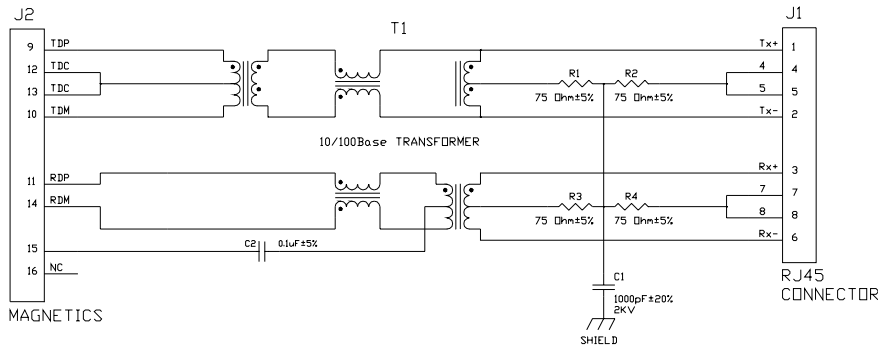 J2
T1
J1
9 TDP
Tx+ 1
12 TDC
4 4
R1
R2
13 TDC
5 5
75 Ohm±5%
75 Ohm±5%
10 TDM
Tx- 2
10/100Base TRANSFORMER
11 RDP
Rx+ 3
7 7
14 RDM
R3
R4
8 8
75 Ohm±5%
75 Ohm±5%
Rx- 6
15
C2
0.1uF±5%
16 NC
C1
1000pF±20%
2KV
RJ45
CONNECTOR
MAGNETICS
SHIELD